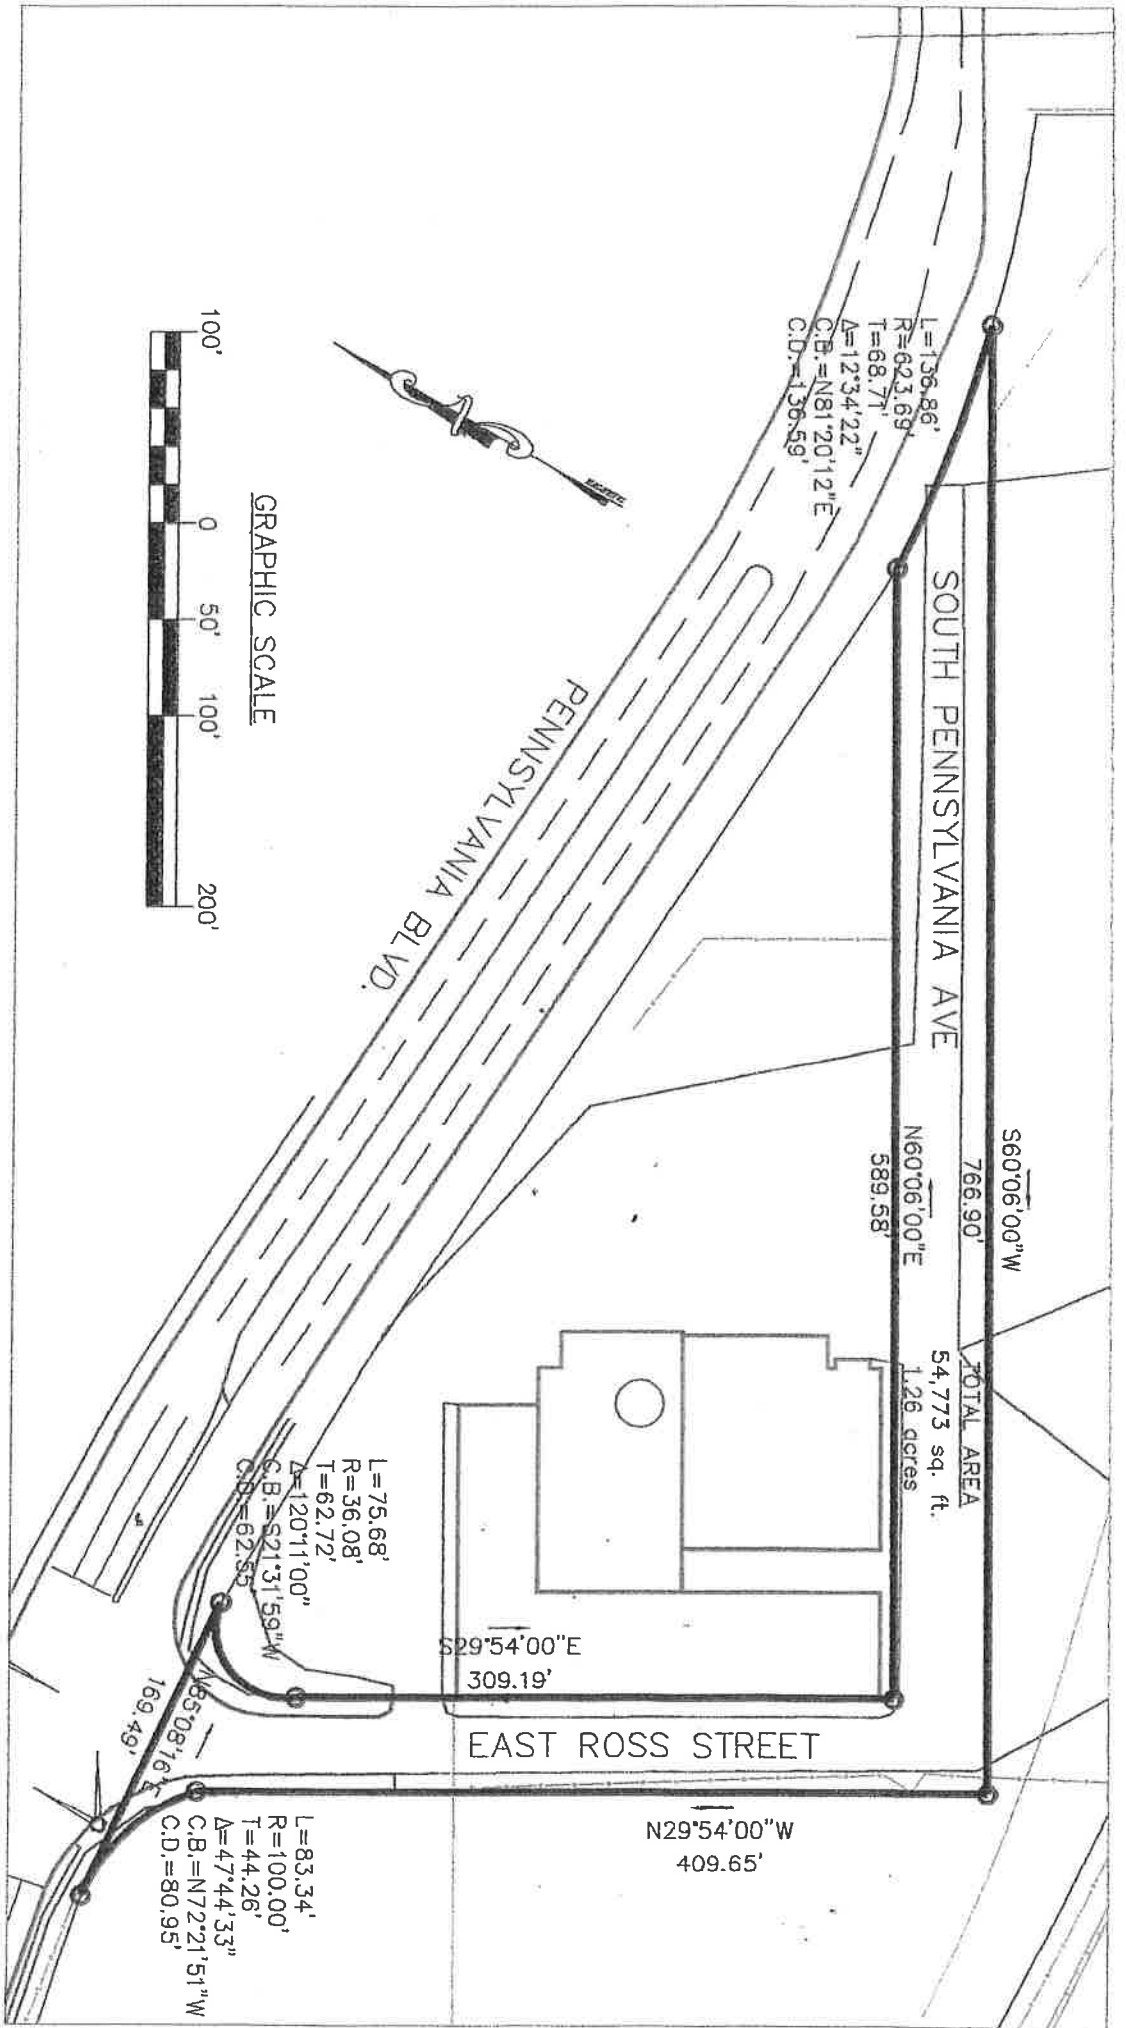 L=136.86'
R=623.69'
T=68.71'
Δ=12°34'22"
C.B.=N81°20'12"E
C.D.=136.59'
SOUTH PENNSYLVANIA AVE
S60°06'00"W
766.90'
N60°06'00"E
589.58'
TOTAL AREA
54,773 sq. ft.
1.26 acres
PENNSYLVANIA BLVD.
GRAPHIC SCALE
100' 0 50' 100' 200'
L=75.68'
R=36.08'
T=62.72'
Δ=120°11'00"
C.B.=S21°31'59"W
C.D.=62.55'
S29°54'00"E
309.19'
EAST ROSS STREET
N29°54'00"W
409.65'
N85°08'16"E
169.49'
L=83.34'
R=100.00'
T=44.26'
Δ=47°44'33"
C.B.=N72°21'51"W
C.D.=80.95'